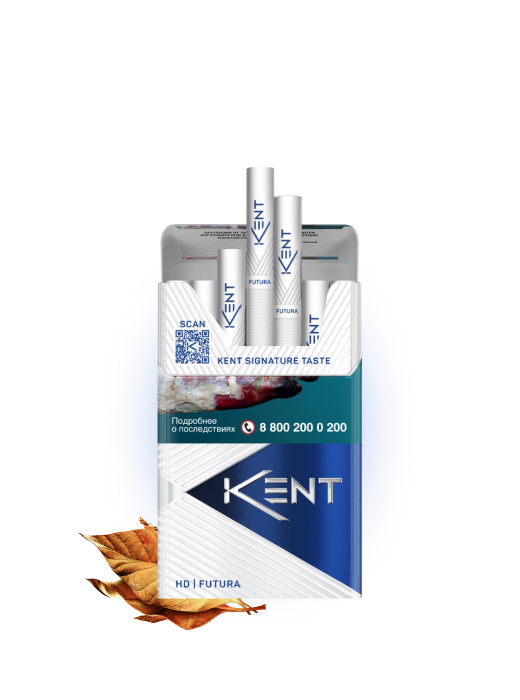 KENT
KENT
FUTURA
KENT
FUTURA
KENT
SCAN
KENT SIGNATURE TASTE
Подробнее
о последствиях 8 800 200 0 200
KENT
HD | FUTURA